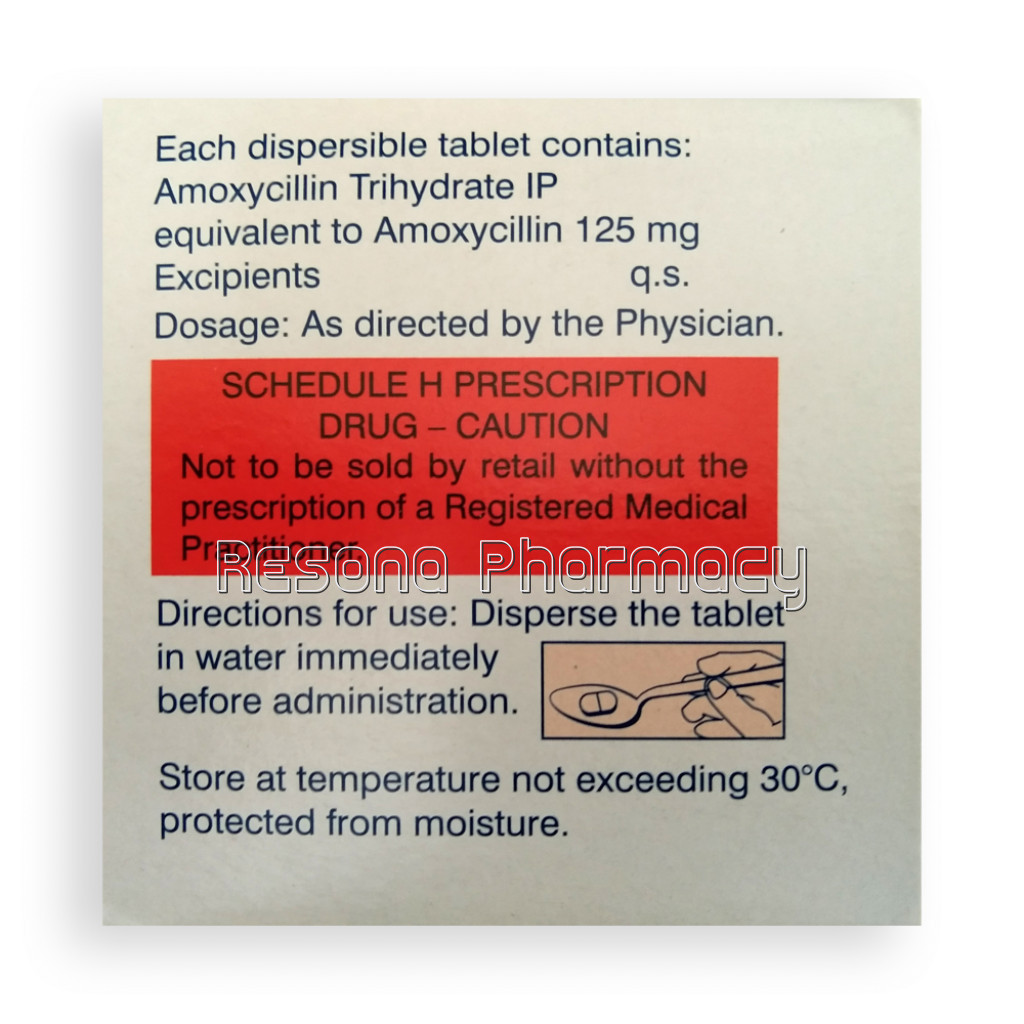 Each dispersible tablet contains:
Amoxycillin Trihydrate IP
equivalent to Amoxycillin 125 mg
Excipients q.s.
Dosage: As directed by the Physician.
SCHEDULE H PRESCRIPTION
DRUG – CAUTION
Not to be sold by retail without the
prescription of a Registered Medical
Practitioner.
Resona Pharmacy
Directions for use: Disperse the tablet
in water immediately
before administration.
Store at temperature not exceeding 30°C,
protected from moisture.